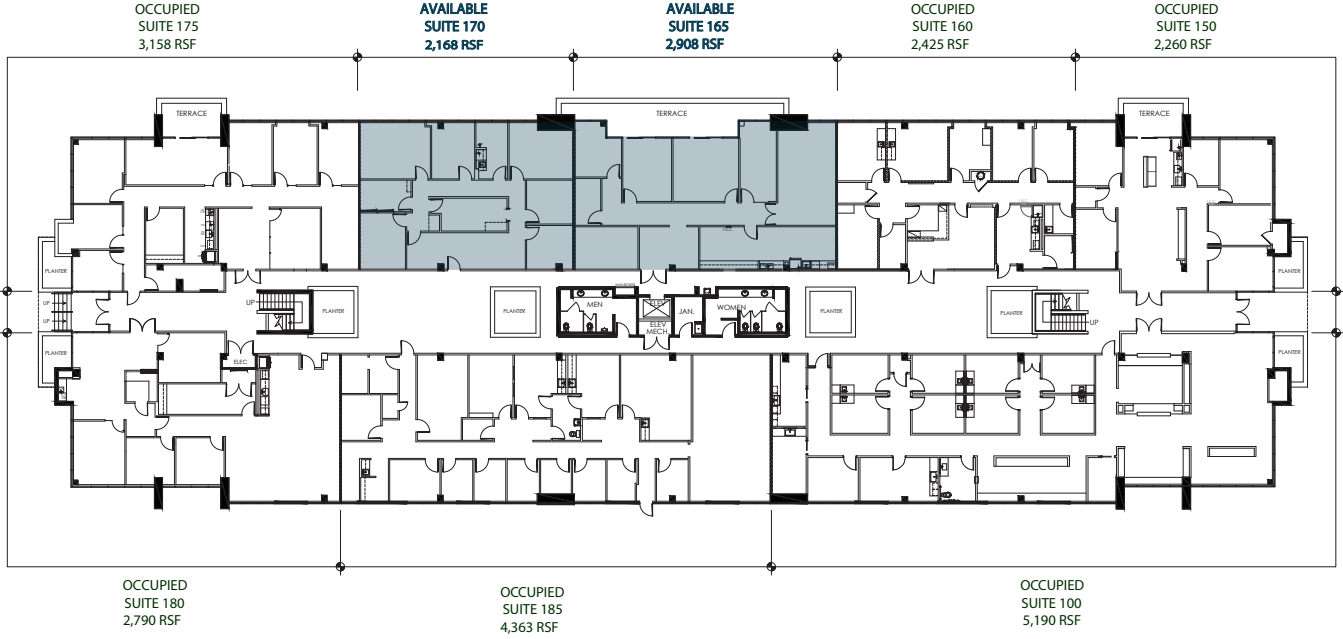 OCCUPIED
SUITE 175
3,158 RSF
AVAILABLE
SUITE 170
2,168 RSF
AVAILABLE
SUITE 165
2,908 RSF
OCCUPIED
SUITE 160
2,425 RSF
OCCUPIED
SUITE 150
2,260 RSF
TERRACE
TERRACE
TERRACE
PLANTER
PLANTER
UP
UP
UP
PLANTER
PLANTER
MEN
ELEV
JAN.
WOMEN
ELEV
MECH.
PLANTER
PLANTER
UP
PLANTER
ELEC
PLANTER
OCCUPIED
SUITE 180
2,790 RSF
OCCUPIED
SUITE 185
4,363 RSF
OCCUPIED
SUITE 100
5,190 RSF